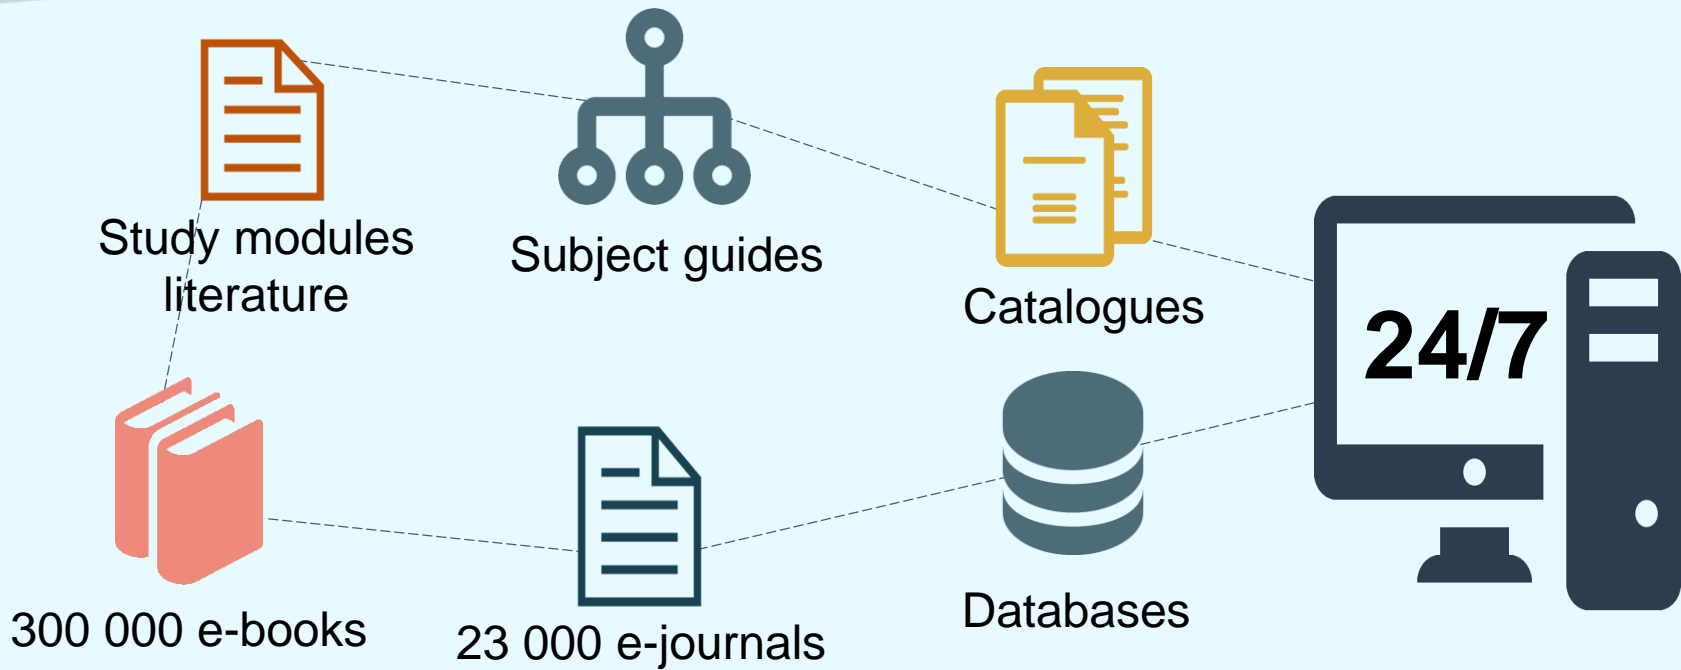 Study modules
literature
Subject guides
Catalogues
24/7
300 000 e-books
23 000 e-journals
Databases